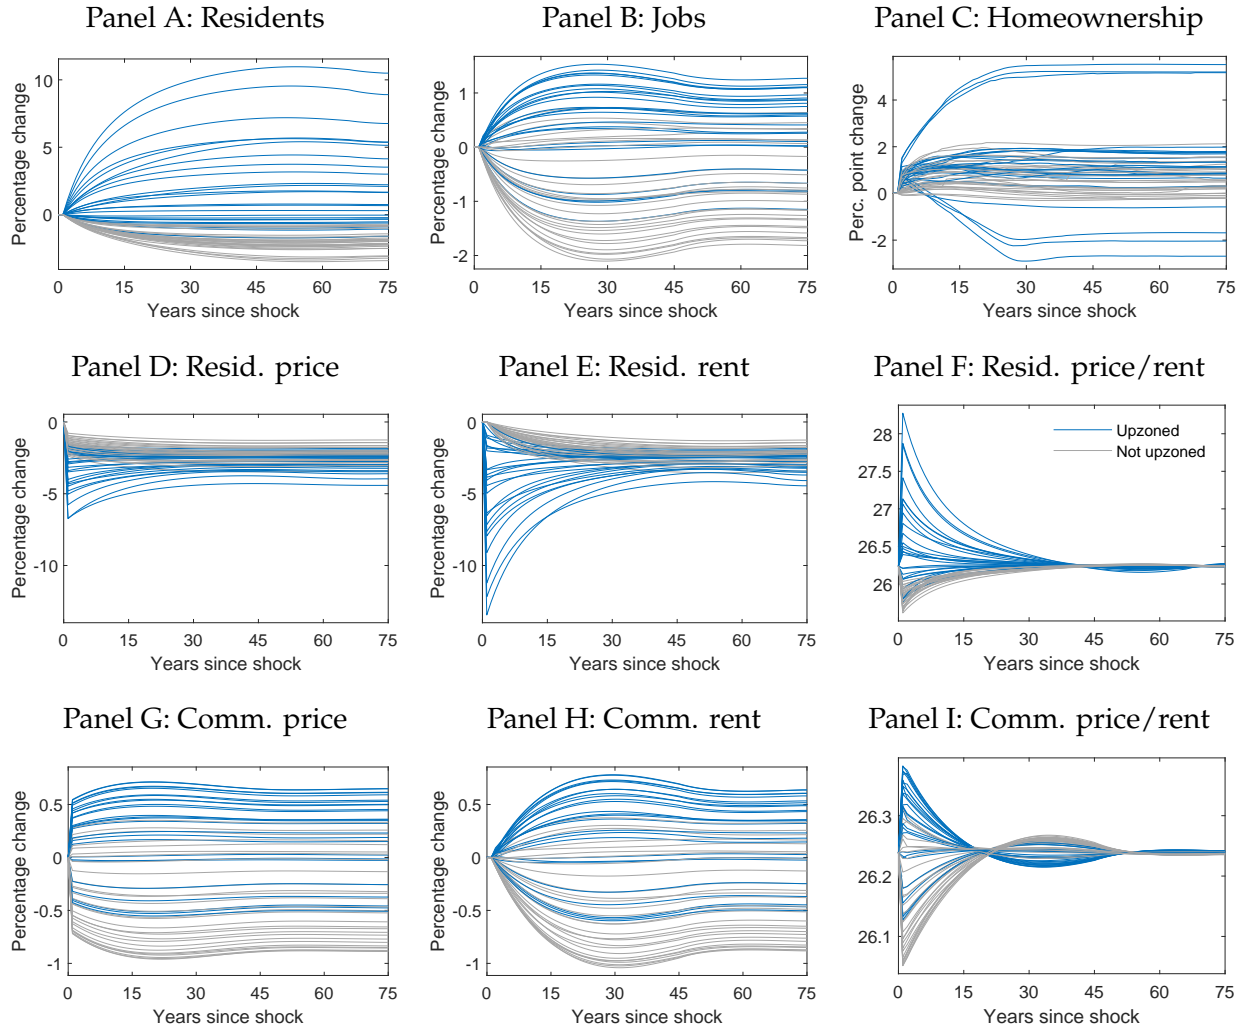 Panel A: Residents
Panel B: Jobs
Panel C: Homeownership
Percentage change
10
5
0
0 15 30 45 60 75
Years since shock
Percentage change
1
0
-1
-2
0 15 30 45 60 75
Years since shock
Perc. point change
4
2
0
-2
0 15 30 45 60 75
Years since shock
Panel D: Resid. price
Panel E: Resid. rent
Panel F: Resid. price/rent
Percentage change
0
-5
-10
0 15 30 45 60 75
Years since shock
Percentage change
0
-5
-10
0 15 30 45 60 75
Years since shock
28
27.5
27
26.5
26
Upzoned
Not upzoned
0 15 30 45 60 75
Years since shock
Panel G: Comm. price
Panel H: Comm. rent
Panel I: Comm. price/rent
Percentage change
0.5
0
-0.5
-1
0 15 30 45 60 75
Years since shock
Percentage change
0.5
0
-0.5
-1
0 15 30 45 60 75
Years since shock
26.3
26.2
26.1
0 15 30 45 60 75
Years since shock